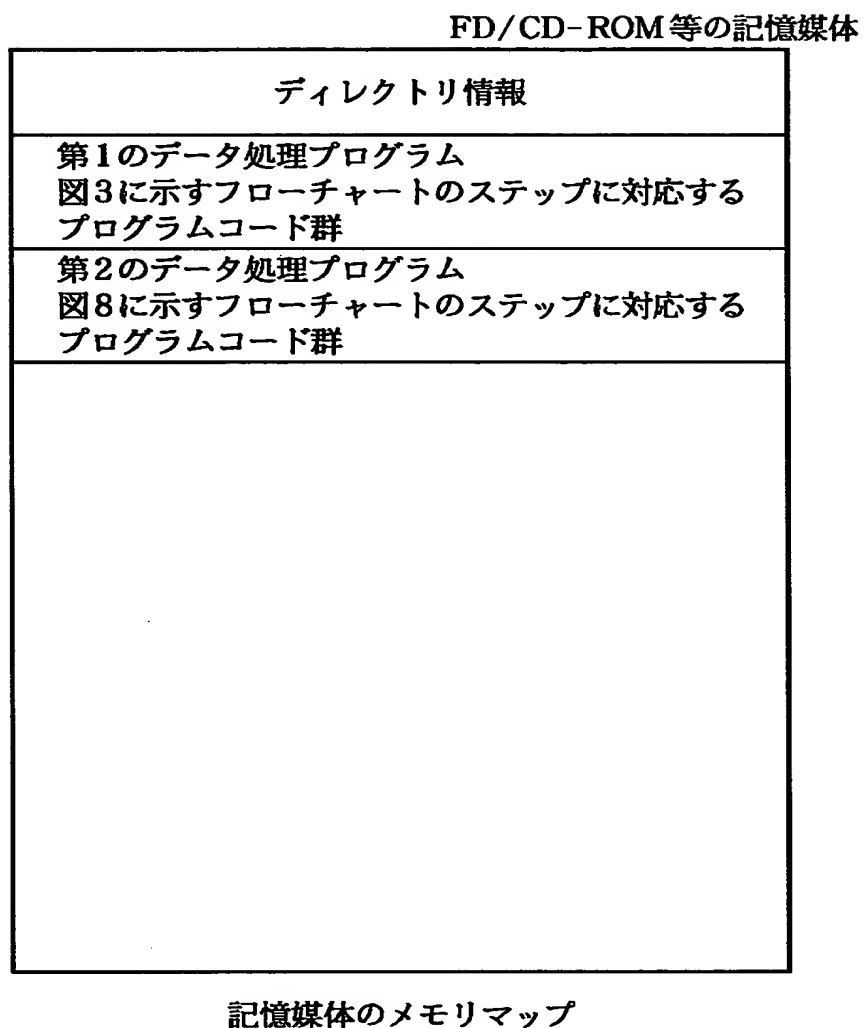 FD/CD-ROM等の記憶媒体
ディレクトリ情報
第1のデータ処理プログラム
図3に示すフローチャートのステップに対応する
プログラムコード群
第2のデータ処理プログラム
図8に示すフローチャートのステップに対応する
プログラムコード群
記憶媒体のメモリマップ